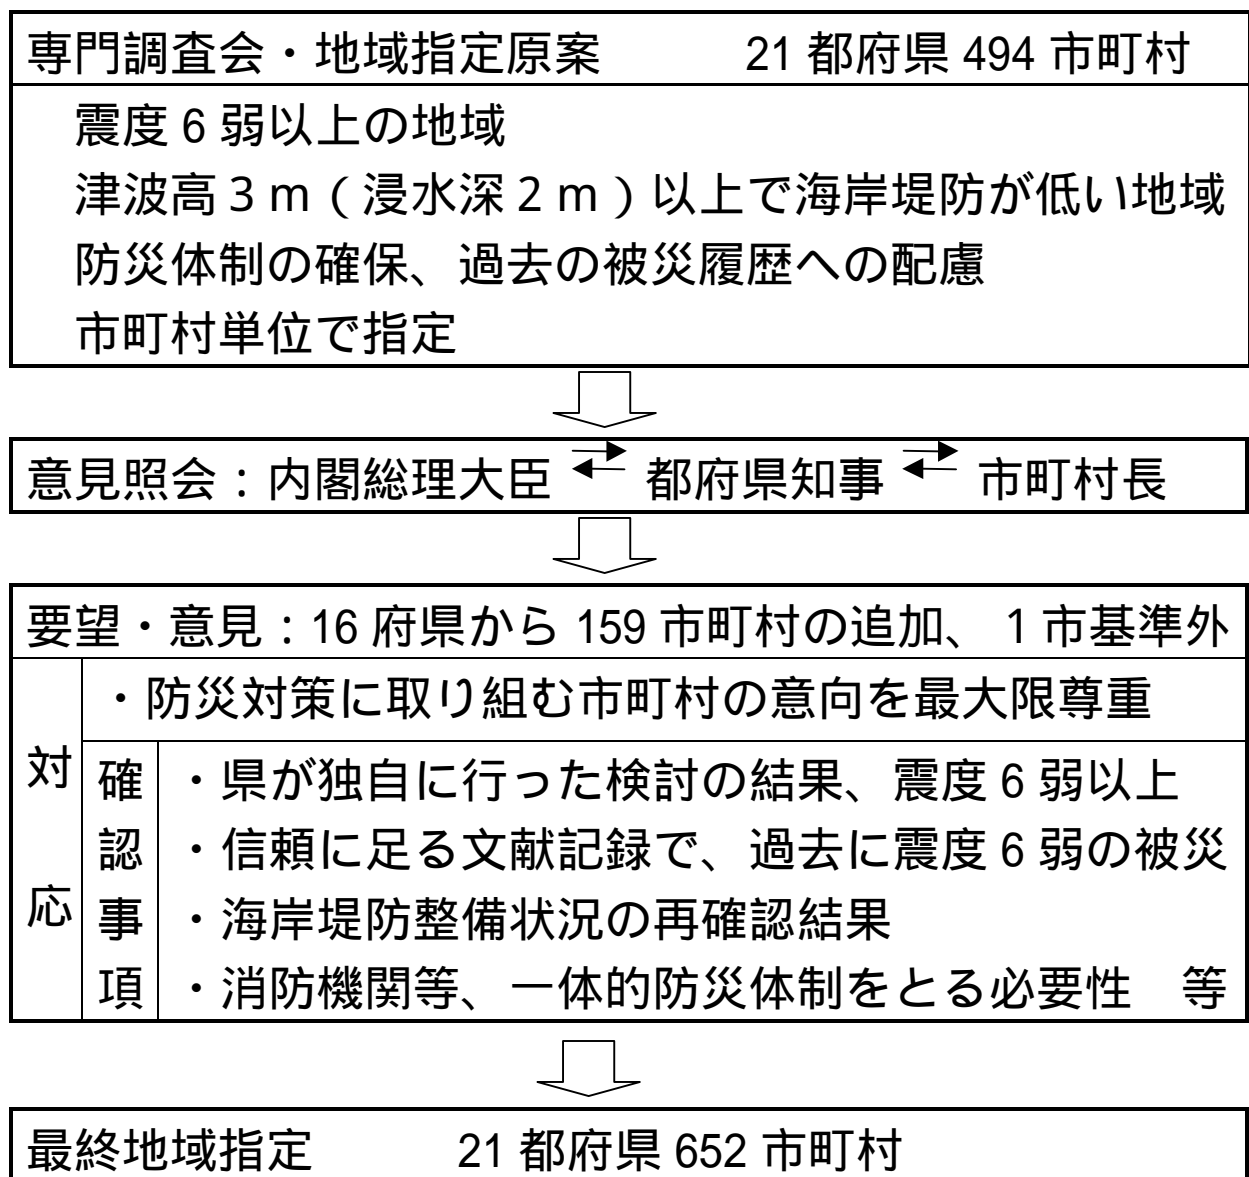 専門調査会・地域指定原案　21 都府県 494 市町村
震度 6 弱以上の地域
津波高３ｍ（浸水深２ｍ）以上で海岸堤防が低い地域
防災体制の確保、過去の被災履歴への配慮
市町村単位で指定
意見照会：内閣総理大臣 ⇄ 都府県知事 ⇄ 市町村長
要望・意見：16 府県から 159 市町村の追加、１市基準外
対応
・防災対策に取り組む市町村の意向を最大限尊重
確認事項
・県が独自に行った検討の結果、震度 6 弱以上
・信頼に足る文献記録で、過去に震度 6 弱の被災
・海岸堤防整備状況の再確認結果
・消防機関等、一体的防災体制をとる必要性　等
最終地域指定　21 都府県 652 市町村